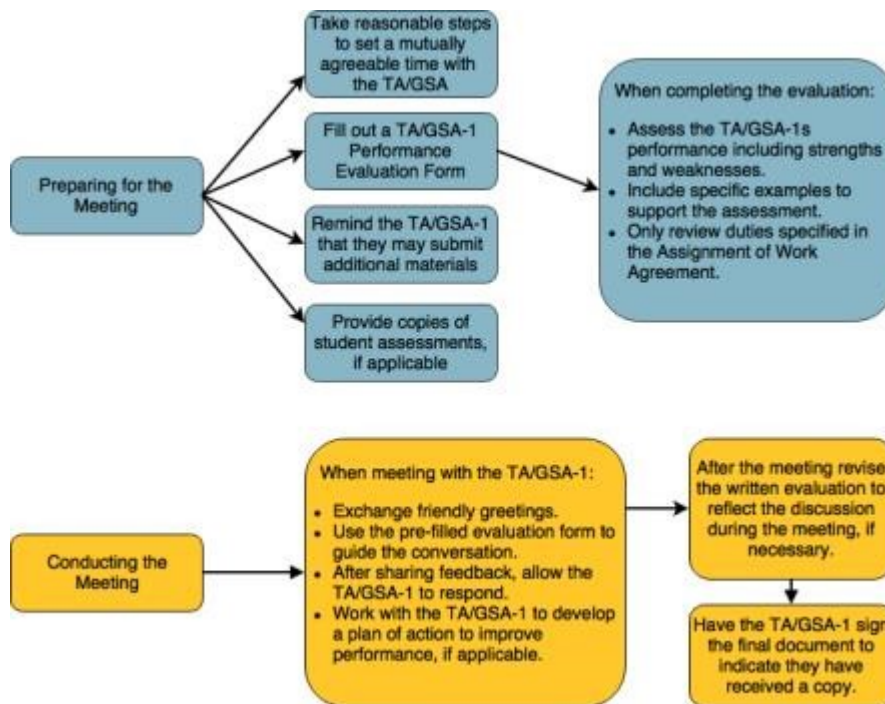 Take reasonable steps
to set a mutually
agreeable time with
the TA/GSA
When completing the evaluation:
• Assess the TA/GSA-1s
performance including strengths
and weaknesses.
• Include specific examples to
support the assessment.
• Only review duties specified in
the Assignment of Work
Agreement.
Fill out a TA/GSA-1
Performance
Evaluation Form
Preparing for the
Meeting
Remind the TA/GSA-1
that they may submit
additional materials
Provide copies of
student assessments,
if applicable
Conducting the
Meeting
When meeting with the TA/GSA-1:
• Exchange friendly greetings.
• Use the pre-filled evaluation form to
guide the conversation.
• After sharing feedback, allow the
TA/GSA-1 to respond.
• Work with the TA/GSA-1 to develop
a plan of action to improve
performance, if applicable.
After the meeting revise
the written evaluation to
reflect the discussion
during the meeting, if
necessary.
Have the TA/GSA-1 sign
the final document to
indicate they have
received a copy.